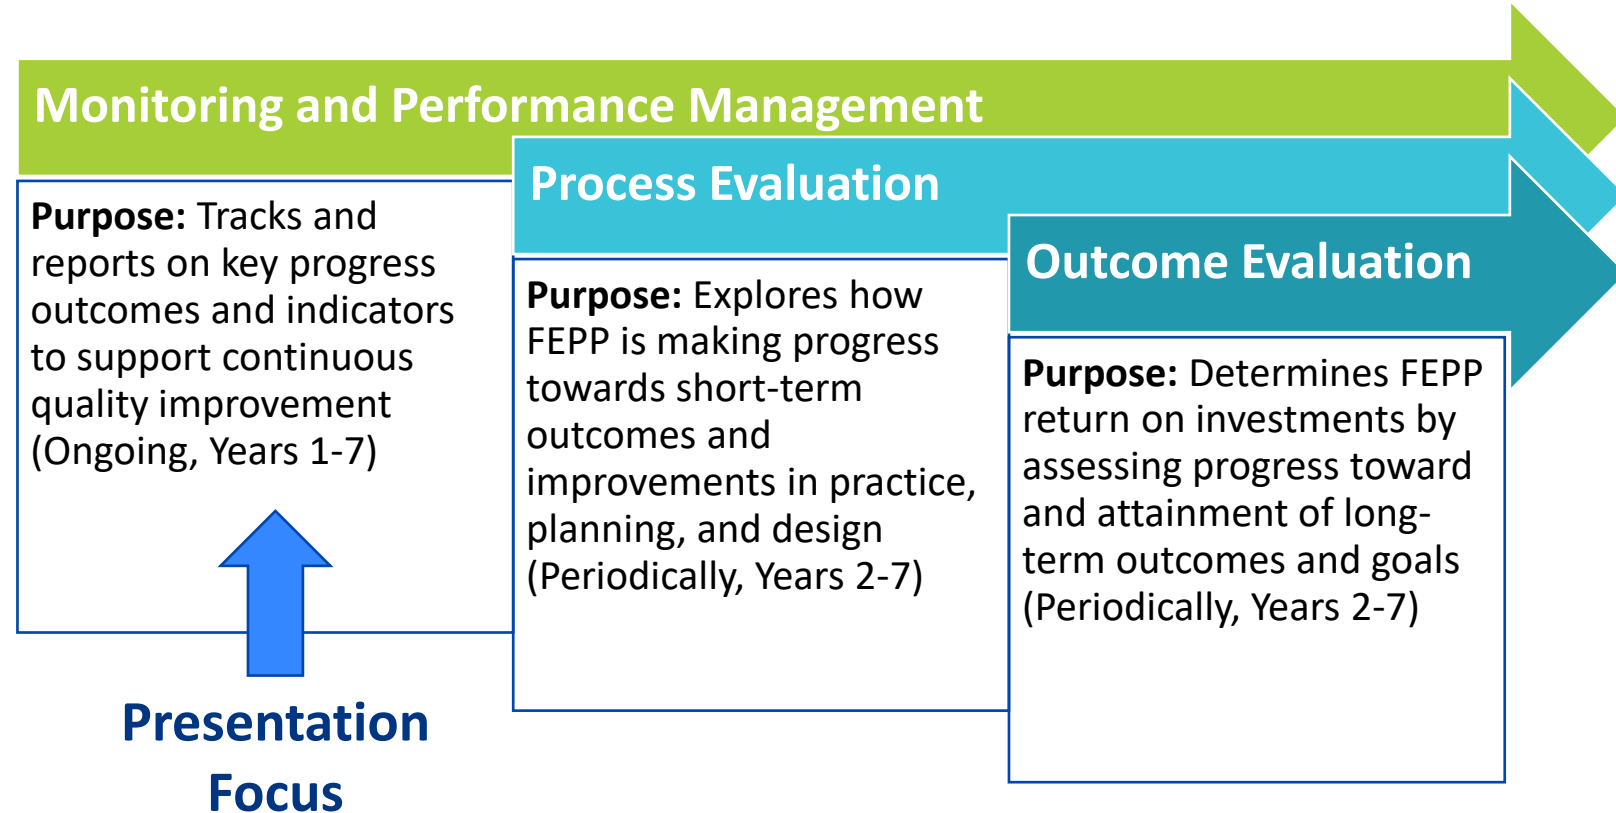 Monitoring and Performance Management
Purpose: Tracks and
reports on key progress
outcomes and indicators
to support continuous
quality improvement
(Ongoing, Years 1-7)
Presentation
Focus
Process Evaluation
Purpose: Explores how
FEPP is making progress
towards short-term
outcomes and
improvements in practice,
planning, and design
(Periodically, Years 2-7)
Outcome Evaluation
Purpose: Determines FEPP
return on investments by
assessing progress toward
and attainment of long-
term outcomes and goals
(Periodically, Years 2-7)